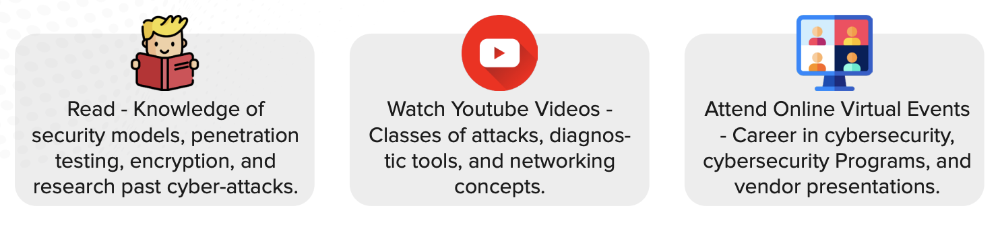 Read - Knowledge of
security models, penetration
testing, encryption, and
research past cyber-attacks.
Watch Youtube Videos -
Classes of attacks, diagnos-
tic tools, and networking
concepts.
Attend Online Virtual Events
- Career in cybersecurity,
cybersecurity Programs, and
vendor presentations.